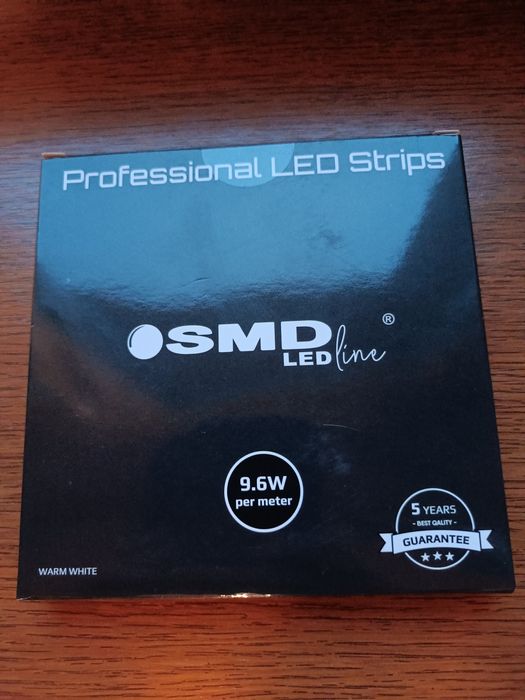 Professional LED Strips
SMD ®
LED line
9.6W
per meter
5 YEARS
- BEST QALITY -
GUARANTEE
WARM WHITE